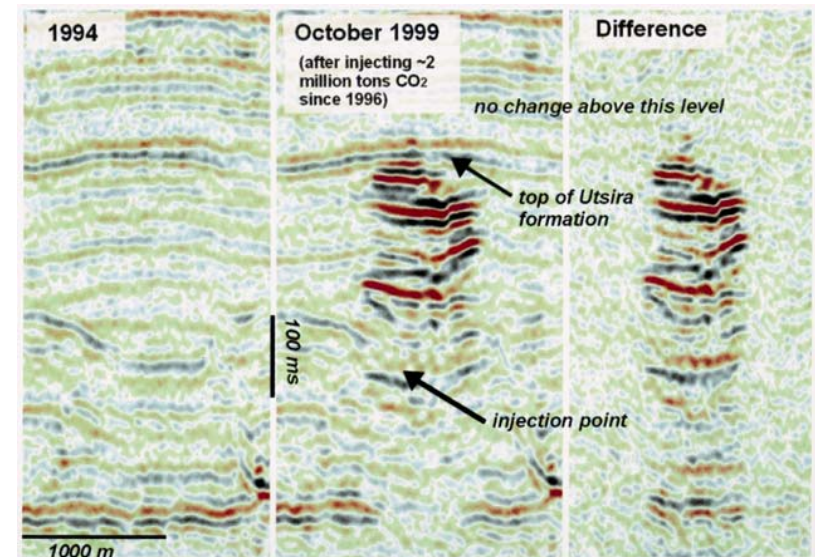 1994
October 1999
(after injecting ~2
million tons CO2
since 1996)
Difference
no change above this level
top of Utsira
formation
100 ms
injection point
1000 m